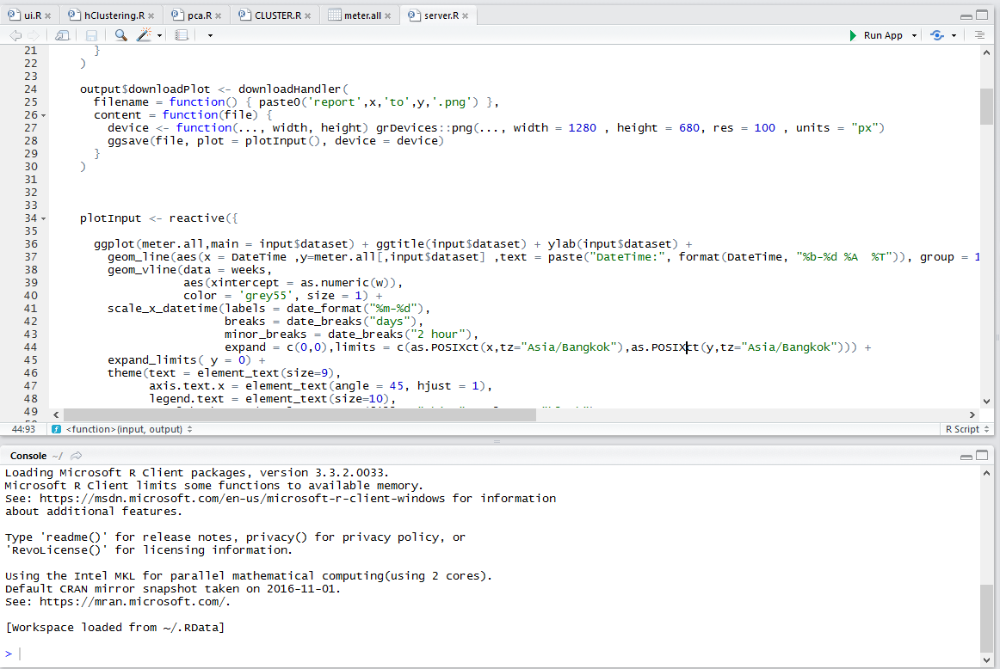 ui.R hClustering.R pca.R CLUSTER.R meter.all server.R
Run App
21 }
22 )
23
24 output$downloadPlot <- downloadHandler(
25 filename = function() { paste0('report',x,'to',y,'.png') },
26 content = function(file) {
27 device <- function(..., width, height) grDevices::png(..., width = 1280 , height = 680, res = 100 , units = "px")
28 ggsave(file, plot = plotInput(), device = device)
29 }
30 )
31
32
33
34 plotInput <- reactive({
35
36 ggplot(meter.all,main = input$dataset) + ggtitle(input$dataset) + ylab(input$dataset) +
37 geom_line(aes(x = DateTime ,y=meter.all[,input$dataset] ,text = paste("DateTime:", format(DateTime, "%b-%d %A  %T")), group = 1
38 geom_vline(data = weeks,
39 aes(xintercept = as.numeric(w)),
40 color = 'grey55', size = 1) +
41 scale_x_datetime(labels = date_format("%m-%d"),
42 breaks = date_breaks("days"),
43 minor_breaks = date_breaks("2 hour"),
44 expand = c(0,0),limits = c(as.POSIXct(x,tz="Asia/Bangkok"),as.POSIXct(y,tz="Asia/Bangkok"))) +
45 expand_limits( y = 0) +
46 theme(text = element_text(size=9),
47 axis.text.x = element_text(angle = 45, hjust = 1),
48 legend.text = element_text(size=10),
49
44:93 <function>(input, output) R Script
Console ~/
Loading Microsoft R Client packages, version 3.3.2.0033.
Microsoft R Client limits some functions to available memory.
See: https://msdn.microsoft.com/en-us/microsoft-r-client-windows for information
about additional features.
Type 'readme()' for release notes, privacy() for privacy policy, or
'RevoLicense()' for licensing information.
Using the Intel MKL for parallel mathematical computing(using 2 cores).
Default CRAN mirror snapshot taken on 2016-11-01.
See: https://mran.microsoft.com/.
[Workspace loaded from ~/.RData]
>